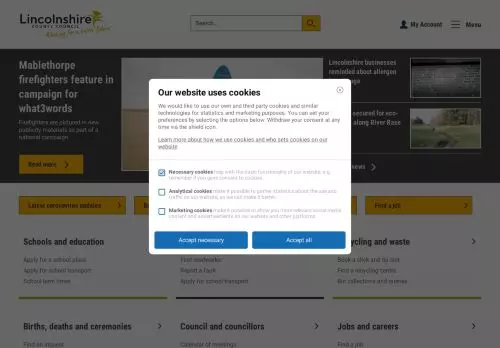 Lincolnshire
COUNTY COUNCIL
Working for a better future
Search...
My Account
Menu
Mablethorpe
firefighters feature in
campaign for
what3words
Firefighters are pictured in new
publicity materials as part of a
national campaign.
Read more
Lincolnshire businesses
reminded about allergen
secured for eco-
along River Rase
news
Our website uses cookies
We would like to use our own and third party cookies and similar
technologies for statistics and marketing purposes. You can set your
preferences by selecting the options below. Withdraw your consent at
any time via the shield icon.
Learn more about how we use cookies and who sets cookies on our
website
Necessary cookies help with the basic functionality of our website, e.g.
remember if you gave consent to cookies.
Analytical cookies make it possible to gather statistics about the use and
traffic on our website, so we can make it better.
Marketing cookies make it possible to show you more relevant social media
content and advertisements on our website and other platforms.
Accept necessary
Accept all
Latest coronavirus updates
Find a job
Schools and education
Apply for a school place
Apply for school transport
School term times
Find roadworks
Report a fault
Apply for school transport
cycling and waste
Book a click and tip slot
Find a recycling centre
Bin collections and queries
Births, deaths and ceremonies
Find an interest
Council and councillors
Calendar of meetings
Jobs and careers
Find a job